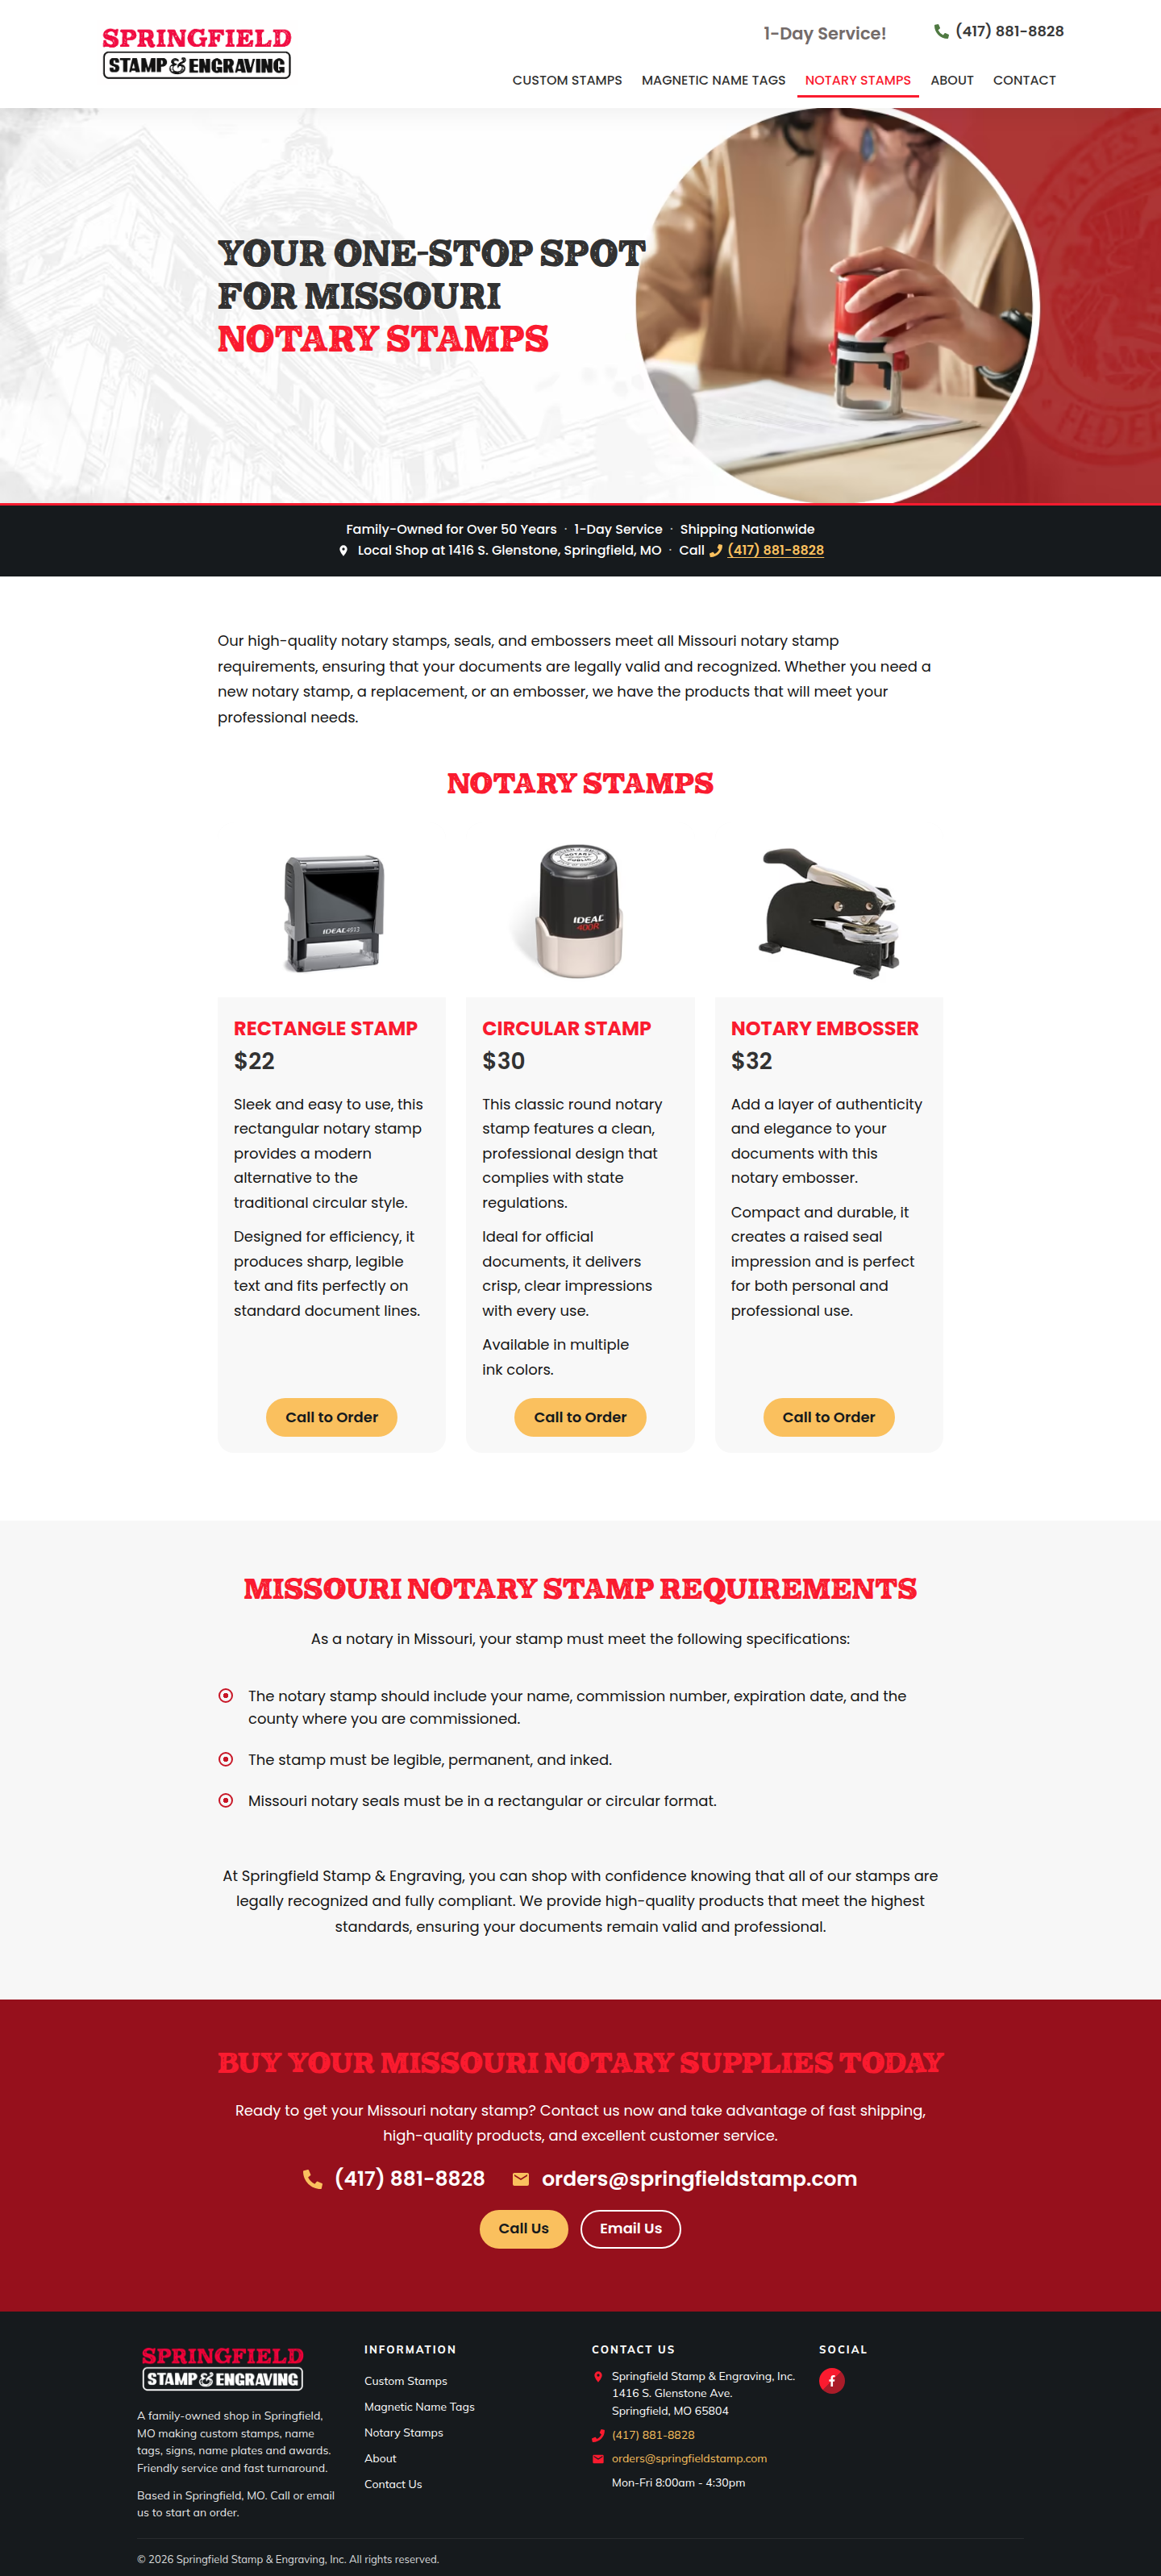 SPRINGFIELD
STAMP & ENGRAVING
1-Day Service!
(417) 881-8828
CUSTOM STAMPS MAGNETIC NAME TAGS NOTARY STAMPS ABOUT CONTACT
YOUR ONE-STOP SPOT
FOR MISSOURI
NOTARY STAMPS
Family-Owned for Over 50 Years · 1-Day Service · Shipping Nationwide
Local Shop at 1416 S. Glenstone, Springfield, MO · Call (417) 881-8828
Our high-quality notary stamps, seals, and embossers meet all Missouri notary stamp
requirements, ensuring that your documents are legally valid and recognized. Whether you need a
new notary stamp, a replacement, or an embosser, we have the products that will meet your
professional needs.
NOTARY STAMPS
IDEAL 4912
NOTARY
PUBLIC
IDEAL
400R
RECTANGLE STAMP
$22
Sleek and easy to use, this
rectangular notary stamp
provides a modern
alternative to the
traditional circular style.
Designed for efficiency, it
produces sharp, legible
text and fits perfectly on
standard document lines.
Call to Order
CIRCULAR STAMP
$30
This classic round notary
stamp features a clean,
professional design that
complies with state
regulations.
Ideal for official
documents, it delivers
crisp, clear impressions
with every use.
Available in multiple
ink colors.
Call to Order
NOTARY EMBOSSER
$32
Add a layer of authenticity
and elegance to your
documents with this
notary embosser.
Compact and durable, it
creates a raised seal
impression and is perfect
for both personal and
professional use.
Call to Order
MISSOURI NOTARY STAMP REQUIREMENTS
As a notary in Missouri, your stamp must meet the following specifications:
The notary stamp should include your name, commission number, expiration date, and the
county where you are commissioned.
The stamp must be legible, permanent, and inked.
Missouri notary seals must be in a rectangular or circular format.
At Springfield Stamp & Engraving, you can shop with confidence knowing that all of our stamps are
legally recognized and fully compliant. We provide high-quality products that meet the highest
standards, ensuring your documents remain valid and professional.
BUY YOUR MISSOURI NOTARY SUPPLIES TODAY
Ready to get your Missouri notary stamp? Contact us now and take advantage of fast shipping,
high-quality products, and excellent customer service.
(417) 881-8828 orders@springfieldstamp.com
Call Us Email Us
SPRINGFIELD
STAMP & ENGRAVING
A family-owned shop in Springfield,
MO making custom stamps, name
tags, signs, name plates and awards.
Friendly service and fast turnaround.
Based in Springfield, MO. Call or email
us to start an order.
INFORMATION
Custom Stamps
Magnetic Name Tags
Notary Stamps
About
Contact Us
CONTACT US
Springfield Stamp & Engraving, Inc.
1416 S. Glenstone Ave.
Springfield, MO 65804
(417) 881-8828
orders@springfieldstamp.com
Mon-Fri 8:00am - 4:30pm
SOCIAL
© 2026 Springfield Stamp & Engraving, Inc. All rights reserved.